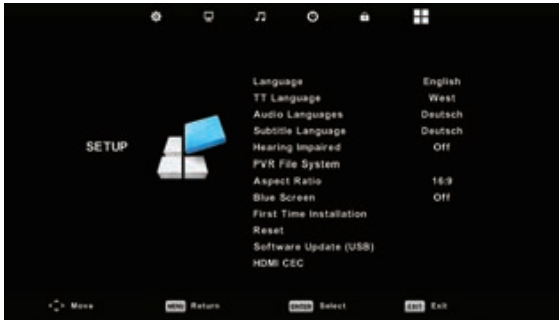 SETUP
Language English
TT Language West
Audio Languages Deutsch
Subtitle Language Deutsch
Hearing Impaired Off
PVR File System
Aspect Ratio 16:9
Blue Screen Off
First Time Installation
Reset
Software Update (USB)
HDMI CEC
Move MENU Return ENTER Select EXIT Exit